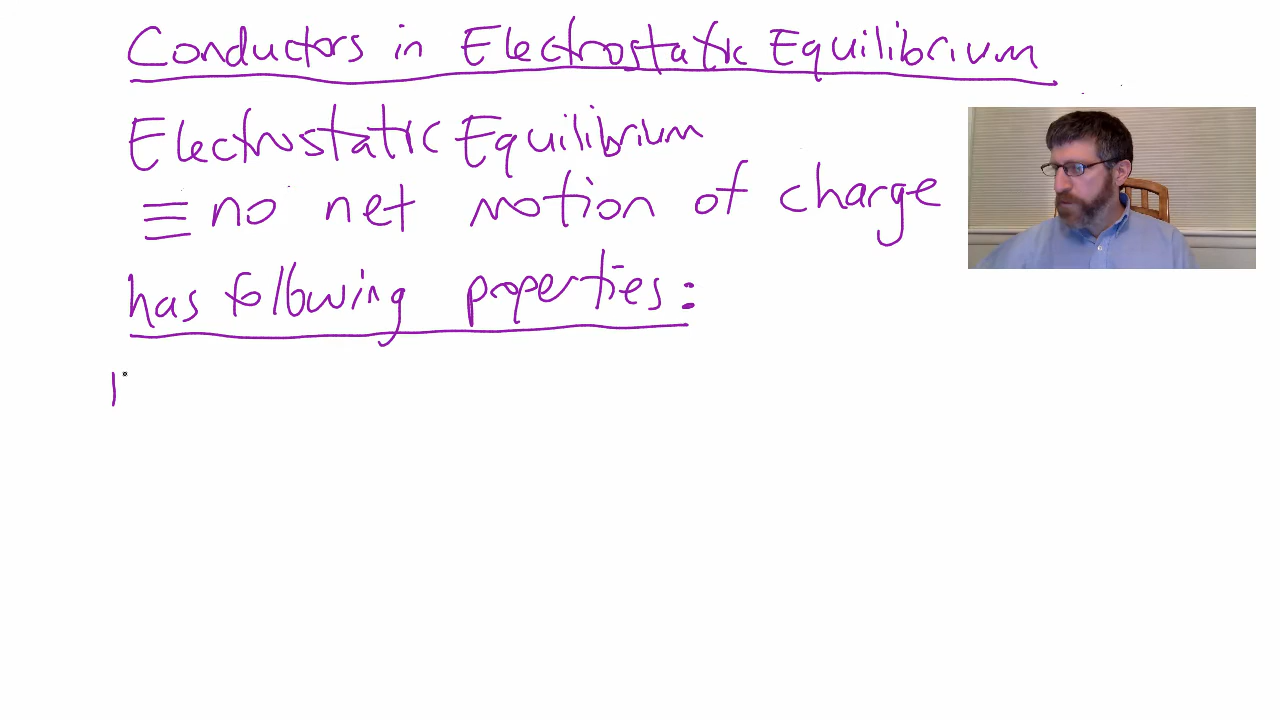 Conductors in Electrostatic Equilibrium
Electrostatic Equilibrium
≡ no net motion of charge
has following properties:
1